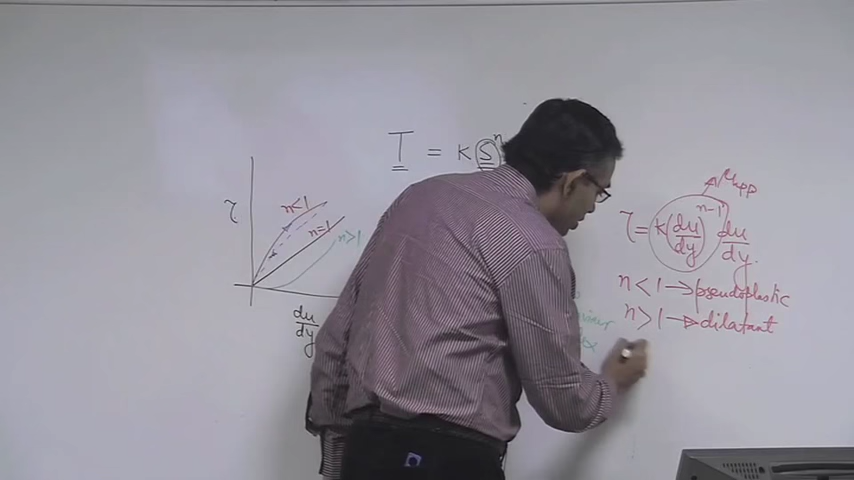 T = K S^n
τ
n<1
n=1
n>1
du/dy
μapp
τ = K(du/dy)^n-1 du/dy.
n<1 → pseudoplastic
n>1 → dilatant